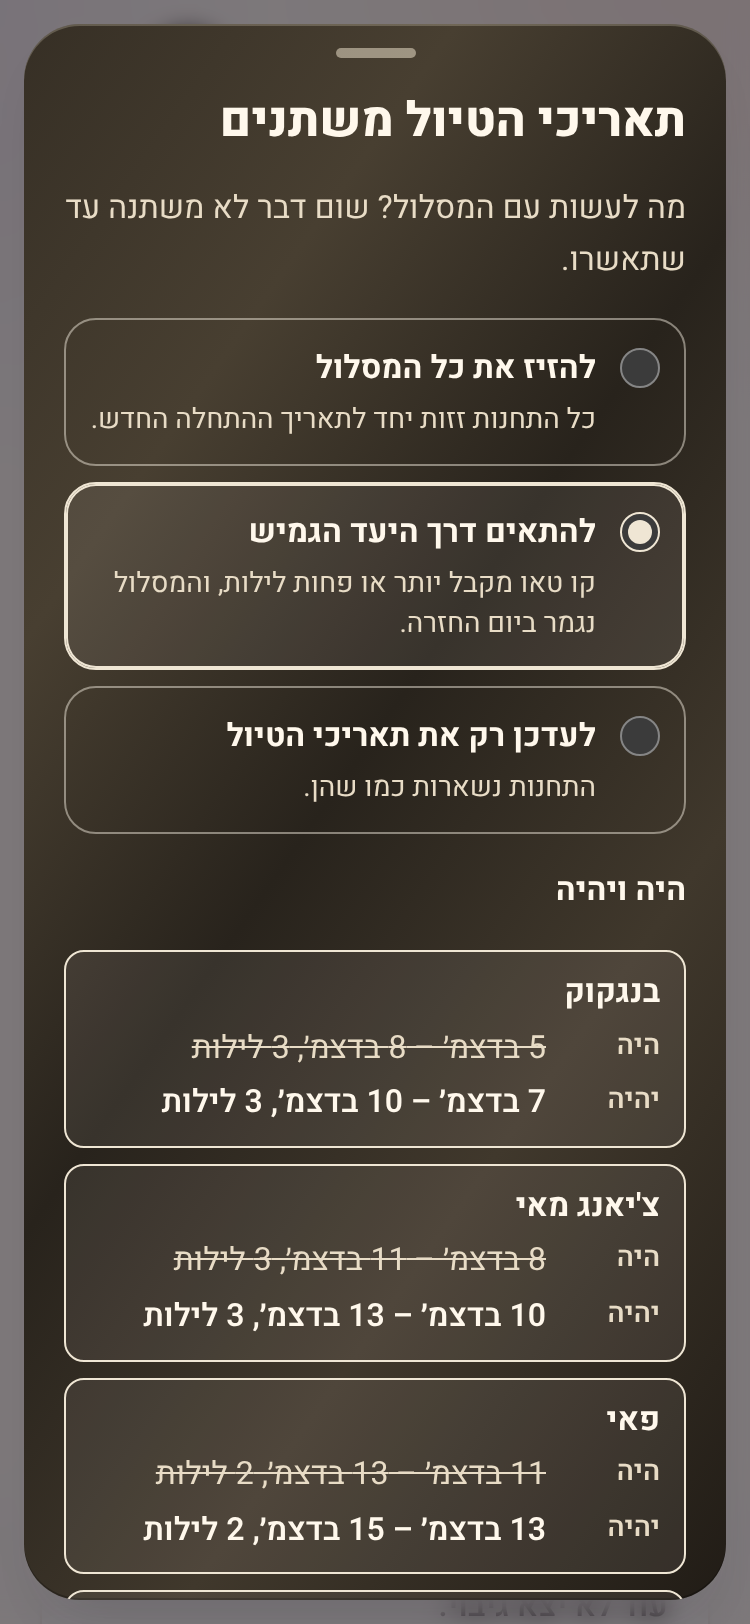 תאריכי הטיול משתנים
מה לעשות עם המסלול? שום דבר לא משתנה עד
שתאשרו.
להזיז את כל המסלול
כל התחנות זזות יחד לתאריך ההתחלה החדש.
להתאים דרך היעד הגמיש
קו טאו מקבל יותר או פחות לילות, והמסלול
נגמר ביום החזרה.
לעדכן רק את תאריכי הטיול
התחנות נשארות כמו שהן.
היה ויהיה
בנגקוק
היה 5 בדצמ׳ – 8 בדצמ׳, 3 לילות
יהיה 7 בדצמ׳ – 10 בדצמ׳, 3 לילות
צ'יאנג מאי
היה 8 בדצמ׳ – 11 בדצמ׳, 3 לילות
יהיה 10 בדצמ׳ – 13 בדצמ׳, 3 לילות
פאי
היה 11 בדצמ׳ – 13 בדצמ׳, 2 לילות
יהיה 13 בדצמ׳ – 15 בדצמ׳, 2 לילות